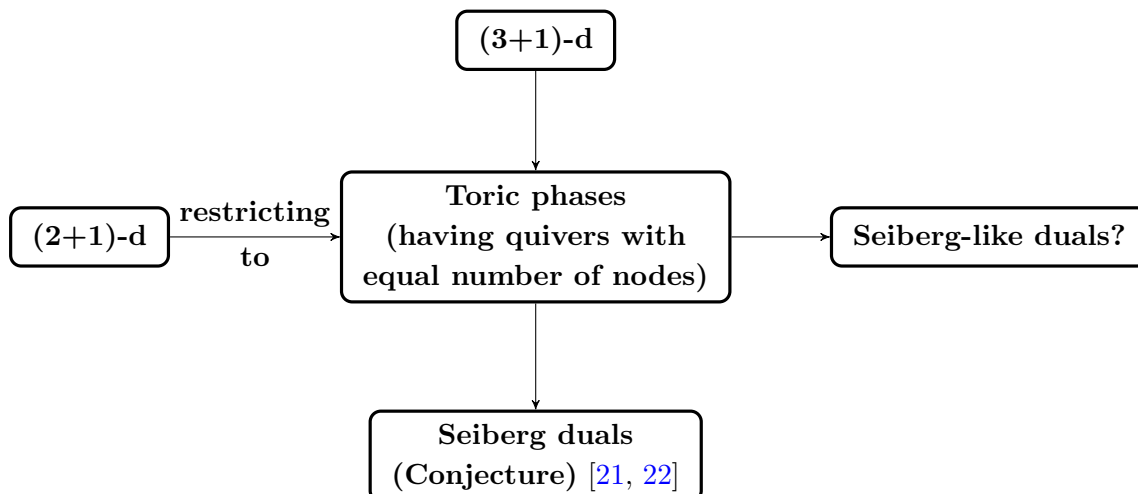 (3+1)-d
(2+1)-d
restricting
to
Toric phases
(having quivers with
equal number of nodes)
Seiberg-like duals?
Seiberg duals
(Conjecture) [21, 22]